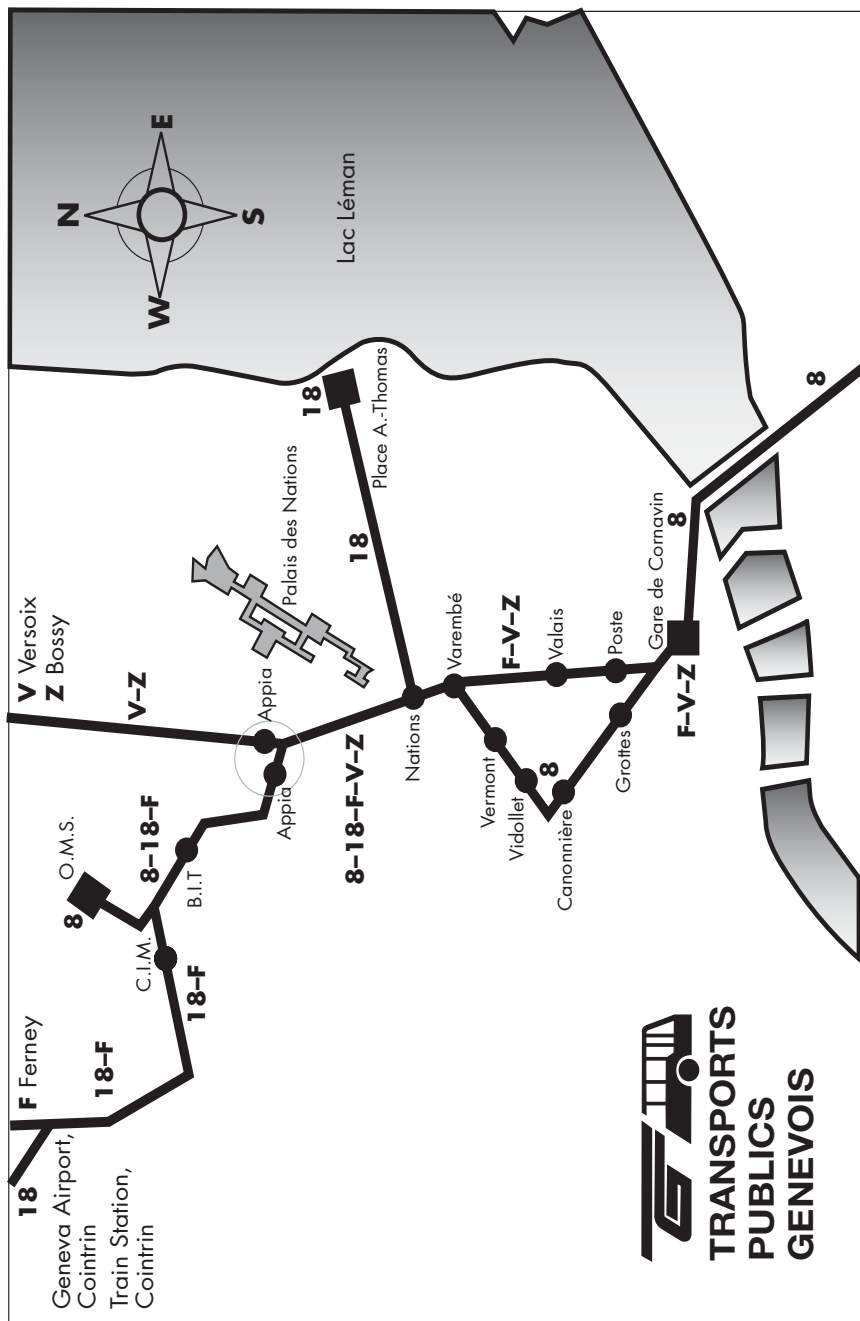 18
F Ferney
Geneva Airport,
Cointrin
Train Station,
Cointrin
18–F
18–F
C.I.M.
8
O.M.S.
8–18–F
B.I.T
V Versoix
Z Bossy
V–Z
Appia
Appia
8–18–F–V–Z
Palais des Nations
Nations
18
18
Place A.-Thomas
N
E
S
W
Lac Léman
Varembé
F–V–Z
Vermont
Vidollet
8
Canonnière
Grottes
Valais
Poste
Gare de Cornavin
F–V–Z
8
8
TRANSPORTS
PUBLICS
GENEVOIS